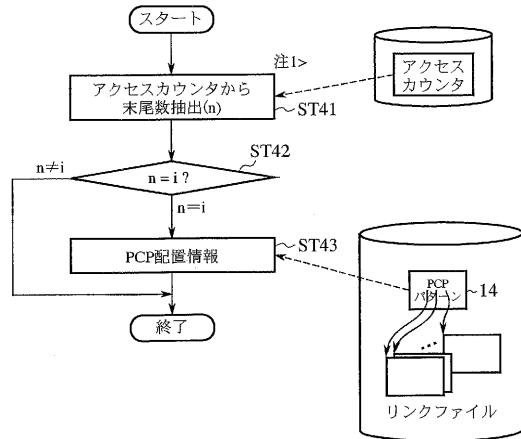 スタート
注1>
アクセス
カウンタ
アクセスカウンタから
末尾数抽出(n)
ST41
ST42
n≠i
n=i?
n=i
ST43
PCP配置情報
PCP
パターン
14
終了
リンクファイル